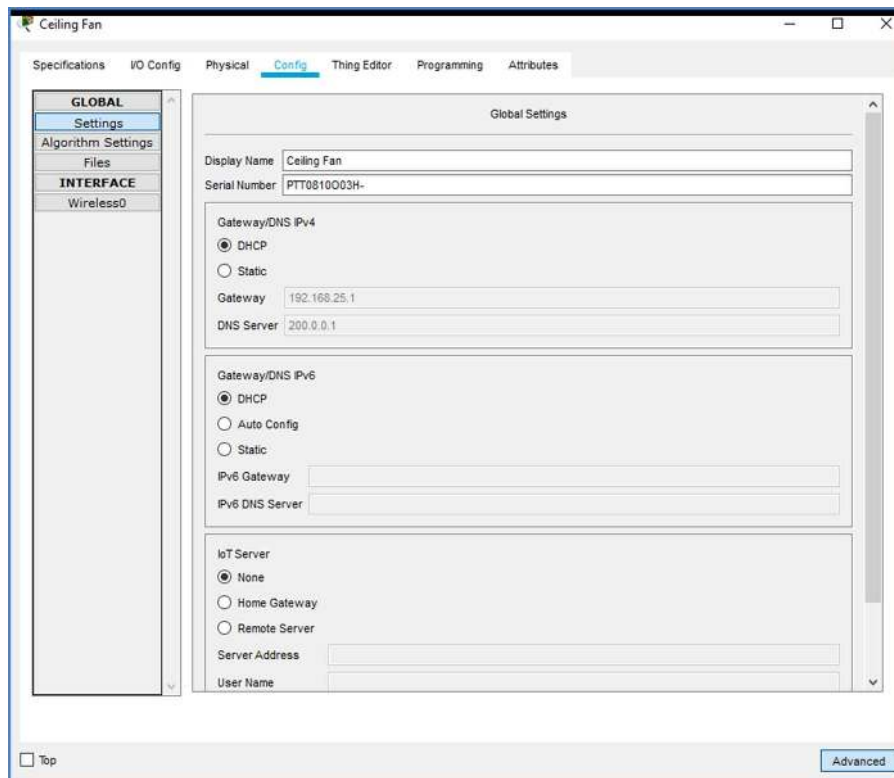 Ceiling Fan
Specifications I/O Config Physical Config Thing Editor Programming Attributes
GLOBAL
Settings
Algorithm Settings
Files
INTERFACE
Wireless0
Global Settings
Display Name Ceiling Fan
Serial Number PTT0810O03H-
Gateway/DNS IPv4
DHCP
Static
Gateway 192.168.25.1
DNS Server 200.0.0.1
Gateway/DNS IPv6
DHCP
Auto Config
Static
IPv6 Gateway
IPv6 DNS Server
IoT Server
None
Home Gateway
Remote Server
Server Address
User Name
Top
Advanced